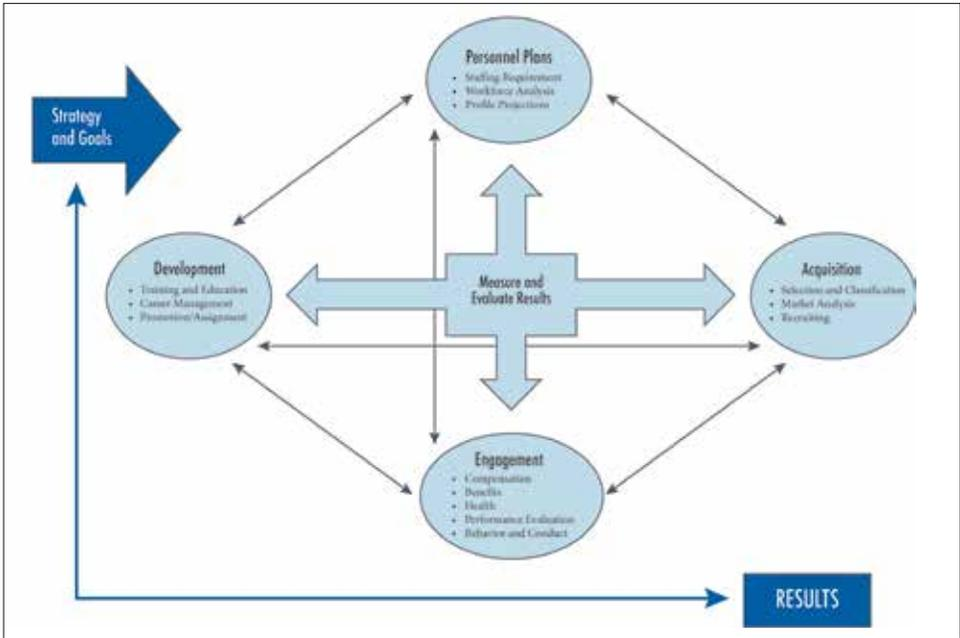 Personnel Plans
• Staffing Requirement
• Workforce Analysis
• Profile Projections
Strategy
and Goals
Development
• Training and Education
• Career Management
• Promotion/Assignment
Measure and
Evaluate Results
Acquisition
• Selection and Classification
• Market Analysis
• Recruiting
Engagement
• Compensation
• Benefits
• Health
• Performance Evaluation
• Behavior and Conduct
RESULTS